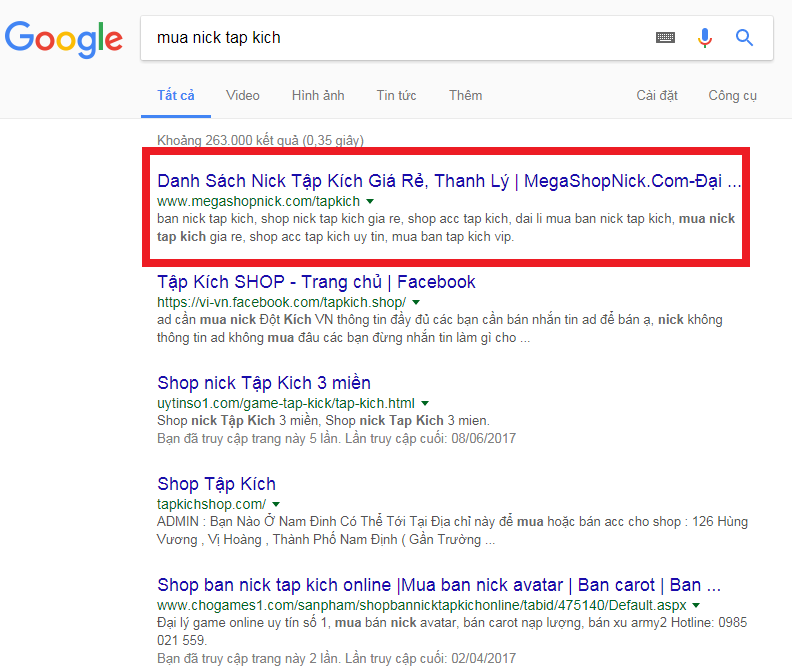 Google
mua nick tap kich
Tất cả Video Hình ảnh Tin tức Thêm Cài đặt Công cụ
Khoảng 263.000 kết quả (0,35 giây)
Danh Sách Nick Tập Kích Giá Rẻ, Thanh Lý | MegaShopNick.Com-Đại ...
www.megashopnick.com/tapkich
ban nick tap kich, shop nick tap kich gia re, shop acc tap kich, dai li mua ban nick tap kich, mua nick
tap kich gia re, shop acc tap kich uy tin, mua ban tap kich vip.
Tập Kích SHOP - Trang chủ | Facebook
https://vi-vn.facebook.com/tapkich.shop/
ad cần mua nick Đột Kích VN thông tin đầy đủ các bạn cần bán nhắn tin ad để bán ạ, nick không
thông tin ad không mua đâu các bạn đừng nhắn tin làm gì cho ...
Shop nick Tập Kich 3 miền
uytinso1.com/game-tap-kick/tap-kich.html
Shop nick Tập Kich 3 miền, Shop nick Tap Kich 3 mien.
Bạn đã truy cập trang này 5 lần. Lần truy cập cuối: 08/06/2017
Shop Tập Kích
tapkichshop.com/
ADMIN : Bạn Nào Ở Nam Đinh Có Thể Tới Tại Địa chỉ này để mua hoặc bán acc cho shop : 126 Hùng
Vương , Vị Hoàng , Thành Phố Nam Định ( Gần Trường ...
Shop ban nick tap kich online |Mua ban nick avatar | Ban carot | Ban ...
www.chogames1.com/sanpham/shopbannicktapkichonline/tabid/475140/Default.aspx
Đại lý game online uy tín số 1, mua bán nick avatar, bán carot nạp lượng, bán xu army2 Hotline: 0985
021 559.
Bạn đã truy cập trang này 2 lần. Lần truy cập cuối: 02/04/2017